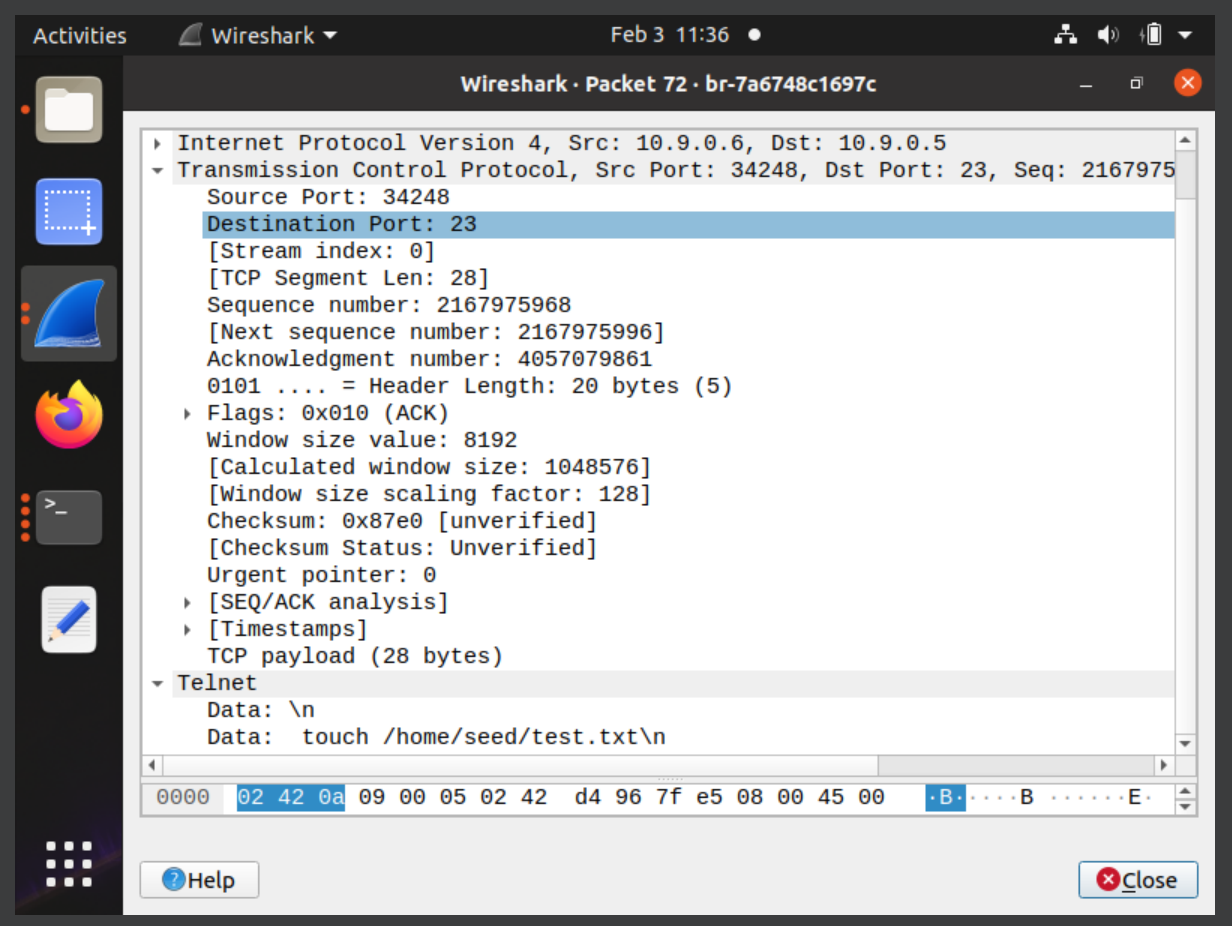 Activities Wireshark Feb 3 11:36
Wireshark · Packet 72 · br-7a6748c1697c
Internet Protocol Version 4, Src: 10.9.0.6, Dst: 10.9.0.5
Transmission Control Protocol, Src Port: 34248, Dst Port: 23, Seq: 2167975
Source Port: 34248
Destination Port: 23
[Stream index: 0]
[TCP Segment Len: 28]
Sequence number: 2167975968
[Next sequence number: 2167975996]
Acknowledgment number: 4057079861
0101 .... = Header Length: 20 bytes (5)
Flags: 0x010 (ACK)
Window size value: 8192
[Calculated window size: 1048576]
[Window size scaling factor: 128]
Checksum: 0x87e0 [unverified]
[Checksum Status: Unverified]
Urgent pointer: 0
[SEQ/ACK analysis]
[Timestamps]
TCP payload (28 bytes)
Telnet
Data: \n
Data:  touch /home/seed/test.txt\n
0000 02 42 0a 09 00 05 02 42 d4 96 7f e5 08 00 45 00 ·B·····B ······E·
Help Close